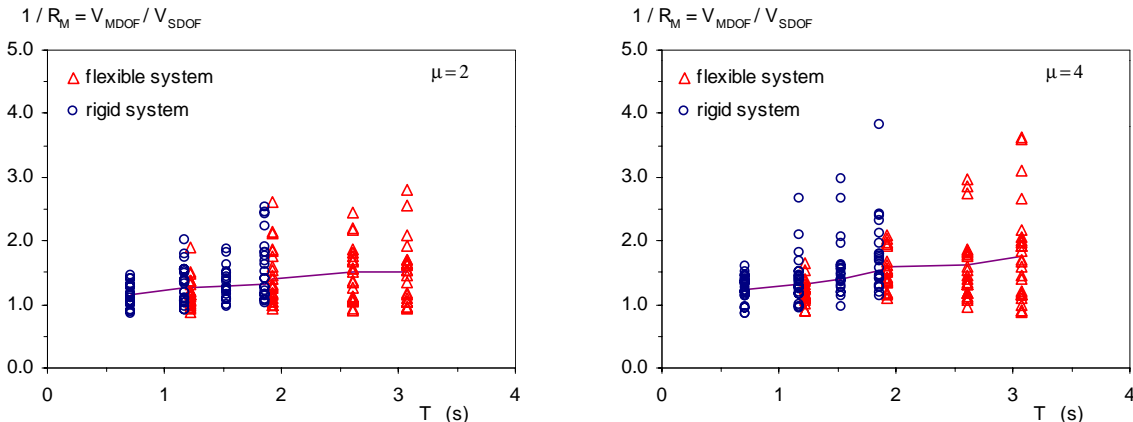 1 / R_M = V_MDOF / V_SDOF
5.0
4.0
3.0
2.0
1.0
0.0
flexible system
rigid system
μ = 2
0 1 2 3 4
T (s)
1 / R_M = V_MDOF / V_SDOF
5.0
4.0
3.0
2.0
1.0
0.0
flexible system
rigid system
μ = 4
0 1 2 3 4
T (s)